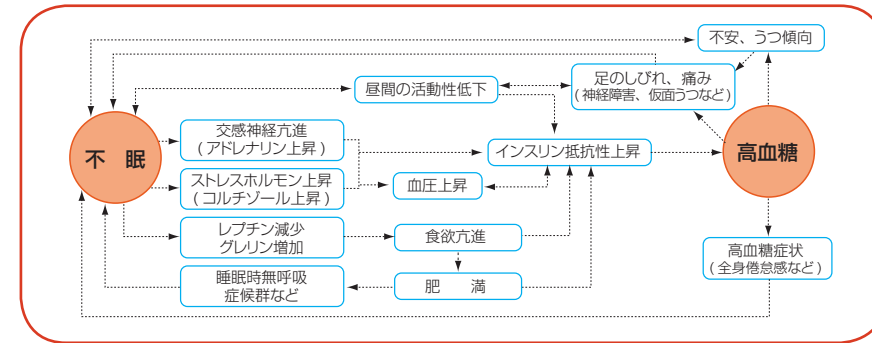 不安、うつ傾向
足のしびれ、痛み
(神経障害、仮面うつなど)
昼間の活動性低下
不 眠
交感神経亢進
(アドレナリン上昇)
インスリン抵抗性上昇
高血糖
ストレスホルモン上昇
(コルチゾール上昇)
血圧上昇
レプチン減少
グレリン増加
食欲亢進
高血糖症状
(全身倦怠感など)
睡眠時無呼吸
症候群など
肥 満